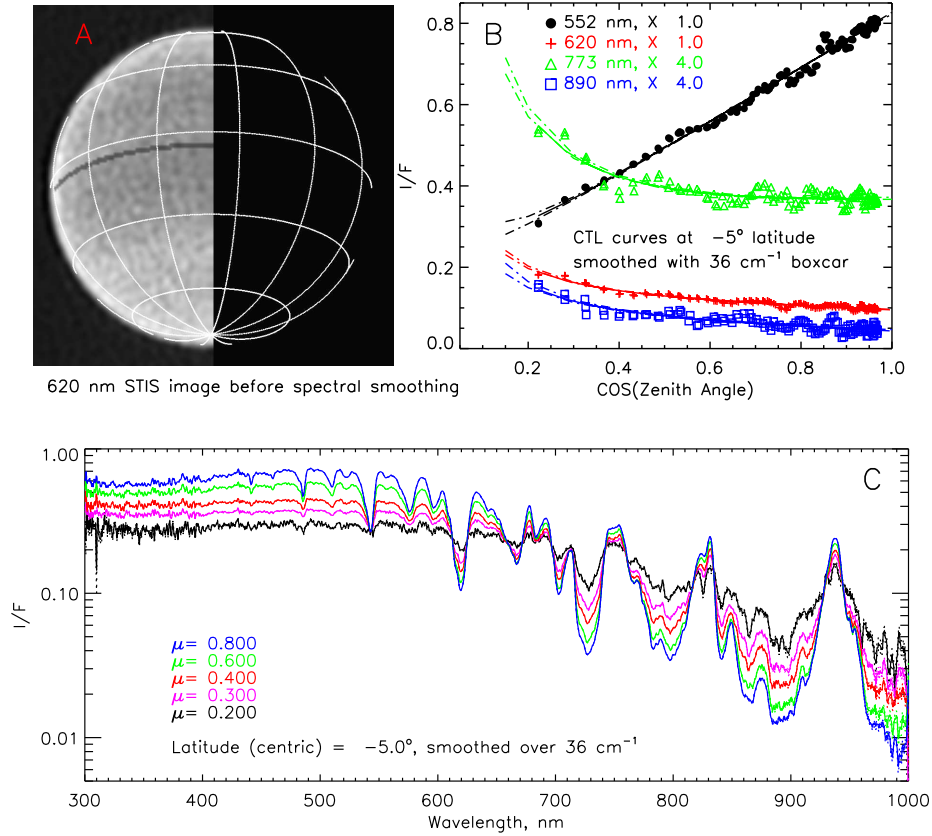 A
620 nm STIS image before spectral smoothing
B
552 nm, X 1.0
620 nm, X 1.0
773 nm, X 4.0
890 nm, X 4.0
CTL curves at −5° latitude
smoothed with 36 cm⁻¹ boxcar
I/F
0.8
0.6
0.4
0.2
0.0
0.2 0.4 0.6 0.8 1.0
COS(Zenith Angle)
C
I/F
1.00
0.10
0.01
μ= 0.800
μ= 0.600
μ= 0.400
μ= 0.300
μ= 0.200
Latitude (centric) = −5.0°, smoothed over 36 cm⁻¹
300 400 500 600 700 800 900 1000
Wavelength, nm